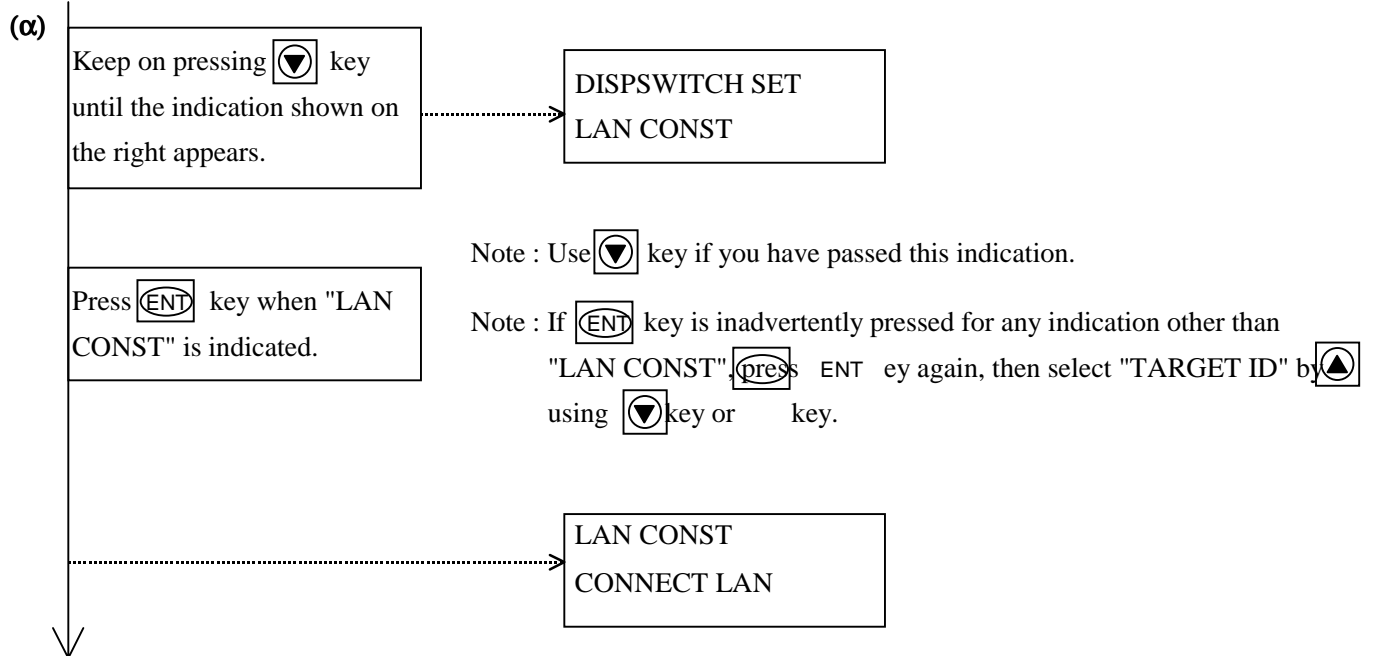 (α)
Keep on pressing ▼ key
until the indication shown on
the right appears.
DISPSWITCH SET
LAN CONST
Note : Use ▼ key if you have passed this indication.
Press ENT key when "LAN
CONST" is indicated.
Note : If ENT key is inadvertently pressed for any indication other than
"LAN CONST", press ENT ey again, then select "TARGET ID" by ▲
using ▼ key or key.
LAN CONST
CONNECT LAN